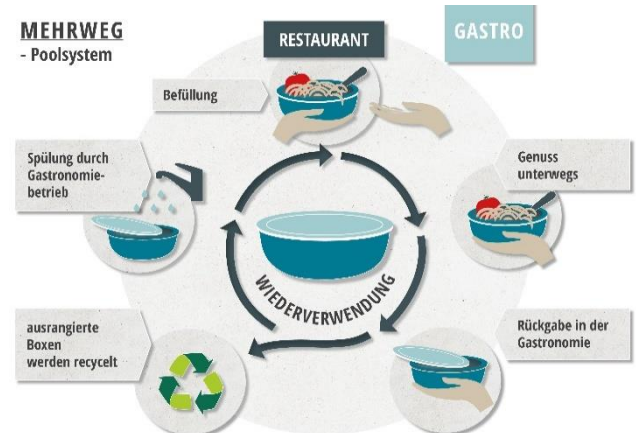 MEHRWEG
- Poolsystem
RESTAURANT
GASTRO
Befüllung
Spülung durch
Gastronomie-
betrieb
Genuss
unterwegs
WIEDERVERWENDUNG
ausrangierte
Boxen
werden recycelt
Rückgabe in der
Gastronomie